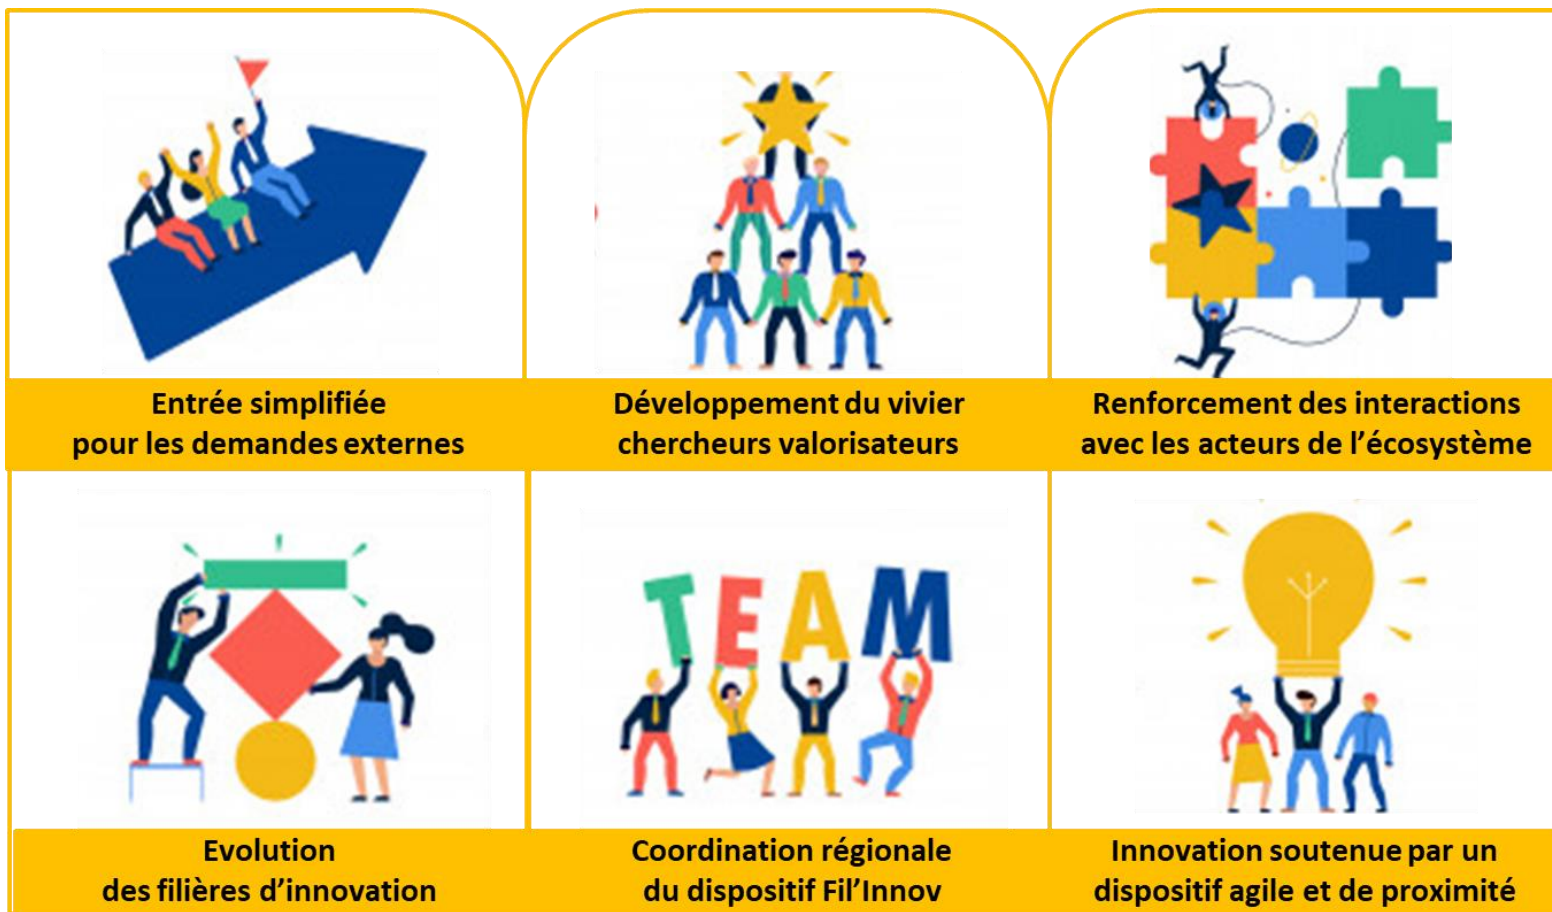 Entrée simplifiée
pour les demandes externes
Développement du vivier
chercheurs valorisateurs
Renforcement des interactions
avec les acteurs de l’écosystème
TEAM
Evolution
des filières d’innovation
Coordination régionale
du dispositif Fil’Innov
Innovation soutenue par un
dispositif agile et de proximité